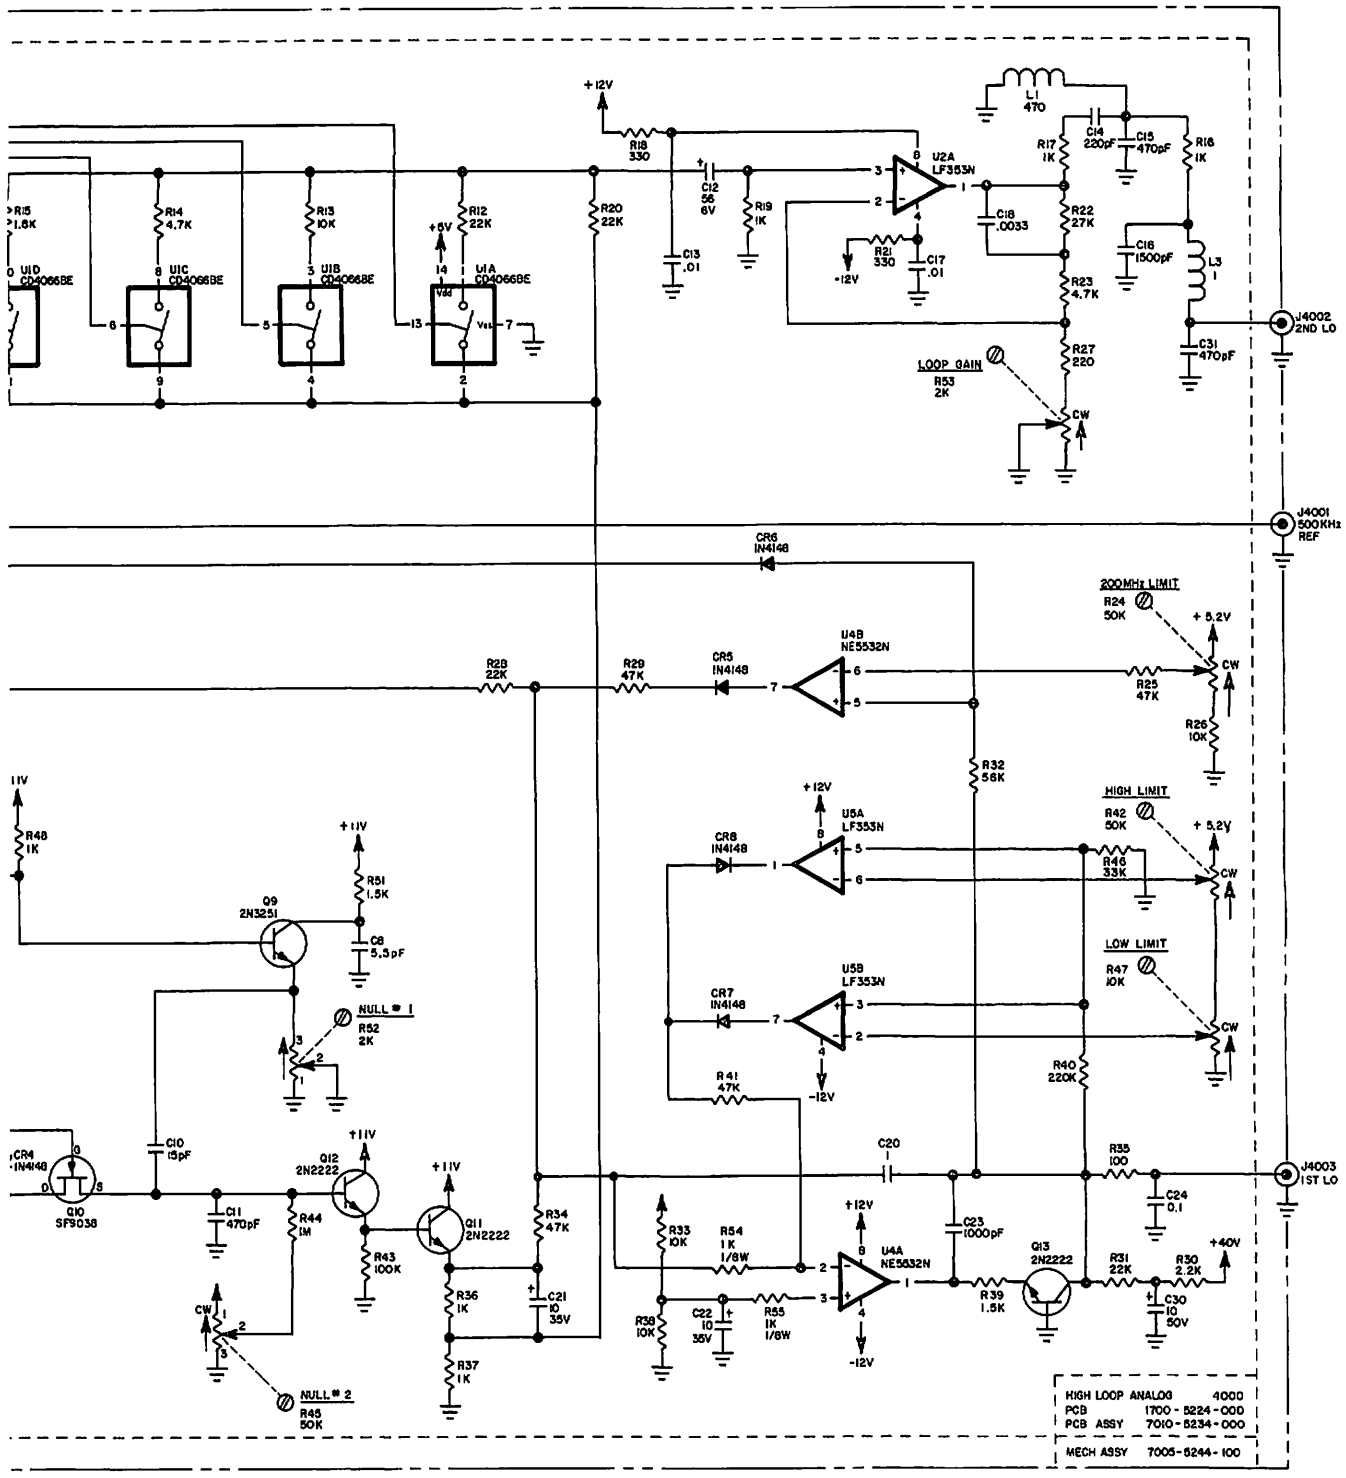 +12V
L1
470
R18
330
R17
1K
C14
220pF
C15
470pF
R16
1K
8
U2A
LF353N
+
C12
56
6V
3
+
2
-
1
4
R19
1K
R15
1.8K
R14
4.7K
R13
10K
R12
22K
R20
22K
C18
.0033
R22
27K
+5V
14
Vdd
C13
.01
R21
330
-12V
C17
.01
C16
1500pF
L3
1
U1D
CD4066BE
8
U1C
CD4066BE
3
U1B
CD4066BE
1
U1A
CD4066BE
R23
4.7K
6
5
13
Vss
7
J4002
2ND LO
R27
220
C31
470pF
9
4
2
LOOP GAIN
R53
2K
CW
J4001
500KHz
REF
CR6
1N4148
200MHz LIMIT
R24
50K
+5.2V
CW
U4B
NE5532N
R28
22K
R29
47K
CR5
1N4148
7
-
6
+
5
R25
47K
R26
10K
R32
56K
11V
R48
1K
+12V
8
U5A
LF353N
HIGH LIMIT
R42
50K
+5.2V
CW
CR8
1N4148
1
+
5
-
6
R46
33K
+11V
R51
1.5K
Q9
2N3251
C8
5.5pF
LOW LIMIT
R47
10K
CW
U5B
LF353N
CR7
1N4148
7
+
3
-
2
4
-12V
NULL # 1
R52
2K
3
2
1
R40
220K
R41
47K
CR4
1N4148
G
D
S
Q10
SF9038
C10
15pF
+11V
Q12
2N2222
+11V
Q11
2N2222
C20
1
R35
100
J4003
1ST LO
C24
0.1
C11
470pF
R44
1M
R43
100K
R34
47K
R33
10K
R54
1K
1/8W
+12V
8
U4A
NE5532N
2
-
3
+
1
4
-12V
C23
1000pF
Q13
2N2222
R31
22K
R30
2.2K
+40V
R39
1.5K
+
C30
10
50V
R36
1K
+
C21
10
35V
R38
10K
C22
10
35V
+
R55
1K
1/8W
CW
1
2
3
R37
1K
NULL # 2
R45
50K
HIGH LOOP ANALOG 4000
PCB 1700-5224-000
PCB ASSY 7010-5234-000
MECH ASSY 7005-5244-100